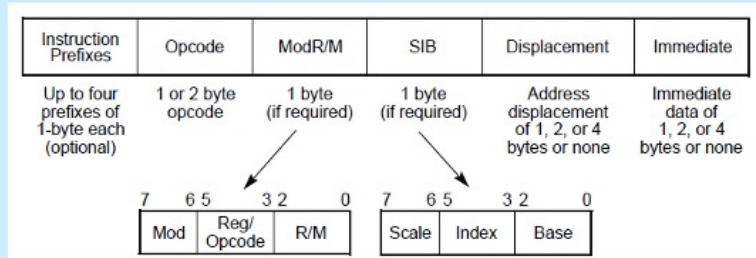 Instruction Prefixes
Opcode
ModR/M
SIB
Displacement
Immediate
Up to four
prefixes of
1-byte each
(optional)
1 or 2 byte
opcode
1 byte
(if required)
1 byte
(if required)
Address
displacement
of 1, 2, or 4
bytes or none
Immediate
data of
1, 2, or 4
bytes or none
7 6 5 3 2 0
Mod
Reg/
Opcode
R/M
7 6 5 3 2 0
Scale
Index
Base